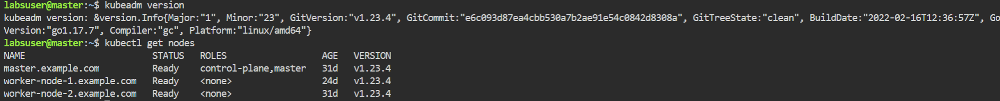 labsuser@master:~$ kubeadm version
kubeadm version: &version.Info{Major:"1", Minor:"23", GitVersion:"v1.23.4", GitCommit:"e6c093d87ea4cbb530a7b2ae91e54c0842d8308a", GitTreeState:"clean", BuildDate:"2022-02-16T12:36:57Z", Go
Version:"go1.17.7", Compiler:"gc", Platform:"linux/amd64"}
labsuser@master:~$ kubectl get nodes
NAME STATUS ROLES AGE VERSION
master.example.com Ready control-plane,master 31d v1.23.4
worker-node-1.example.com Ready <none> 24d v1.23.4
worker-node-2.example.com Ready <none> 31d v1.23.4